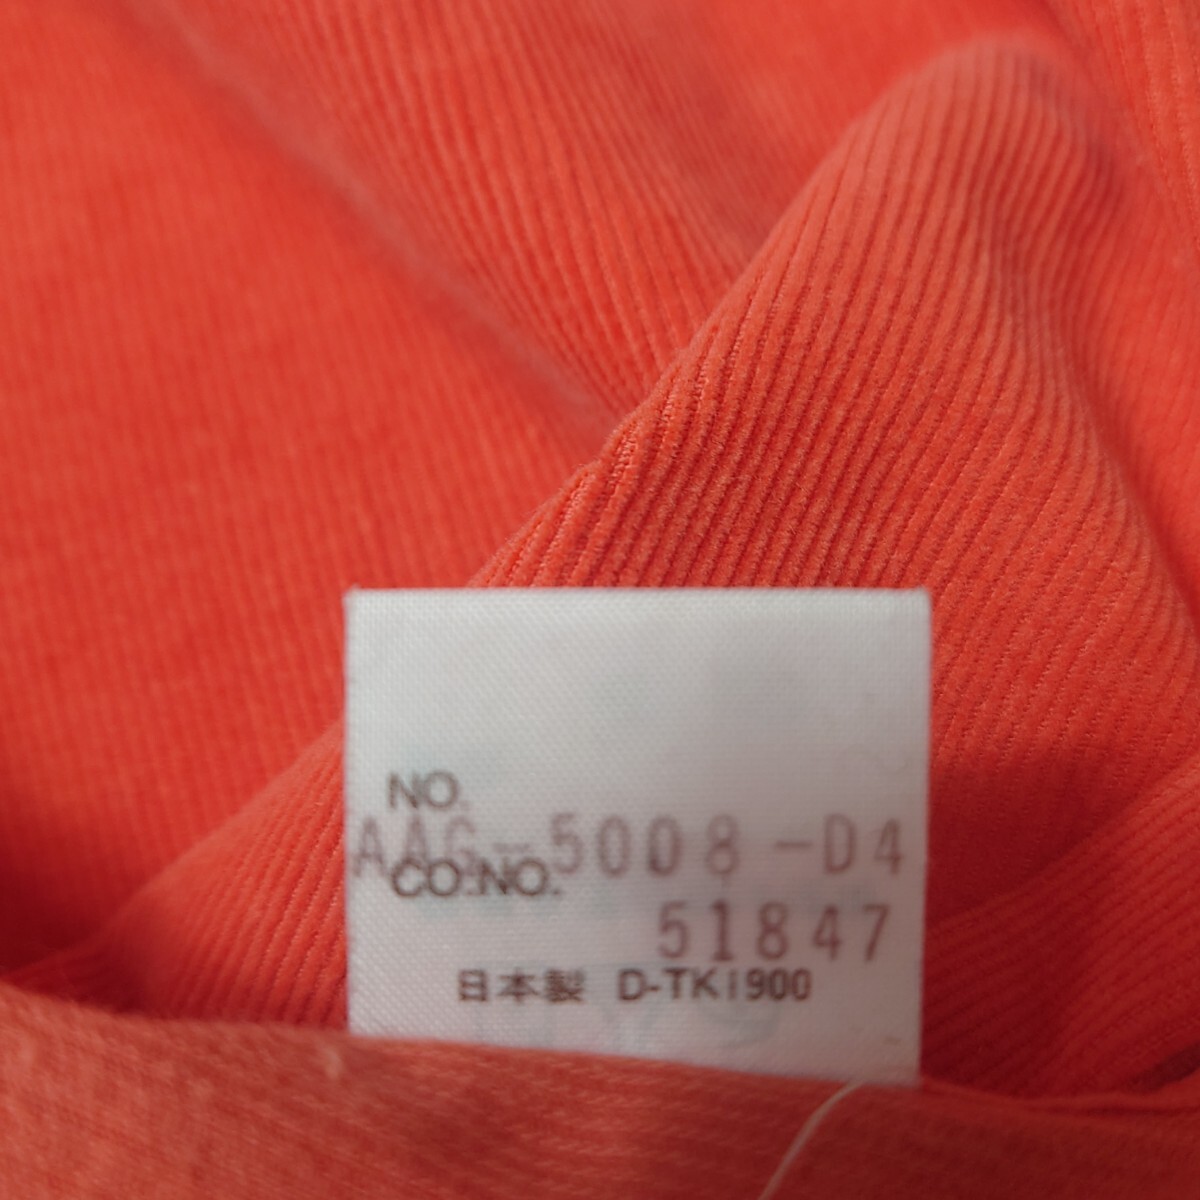 NO.
AAG-5008-D4
CO.NO.
51847
日本製 D-TK1900